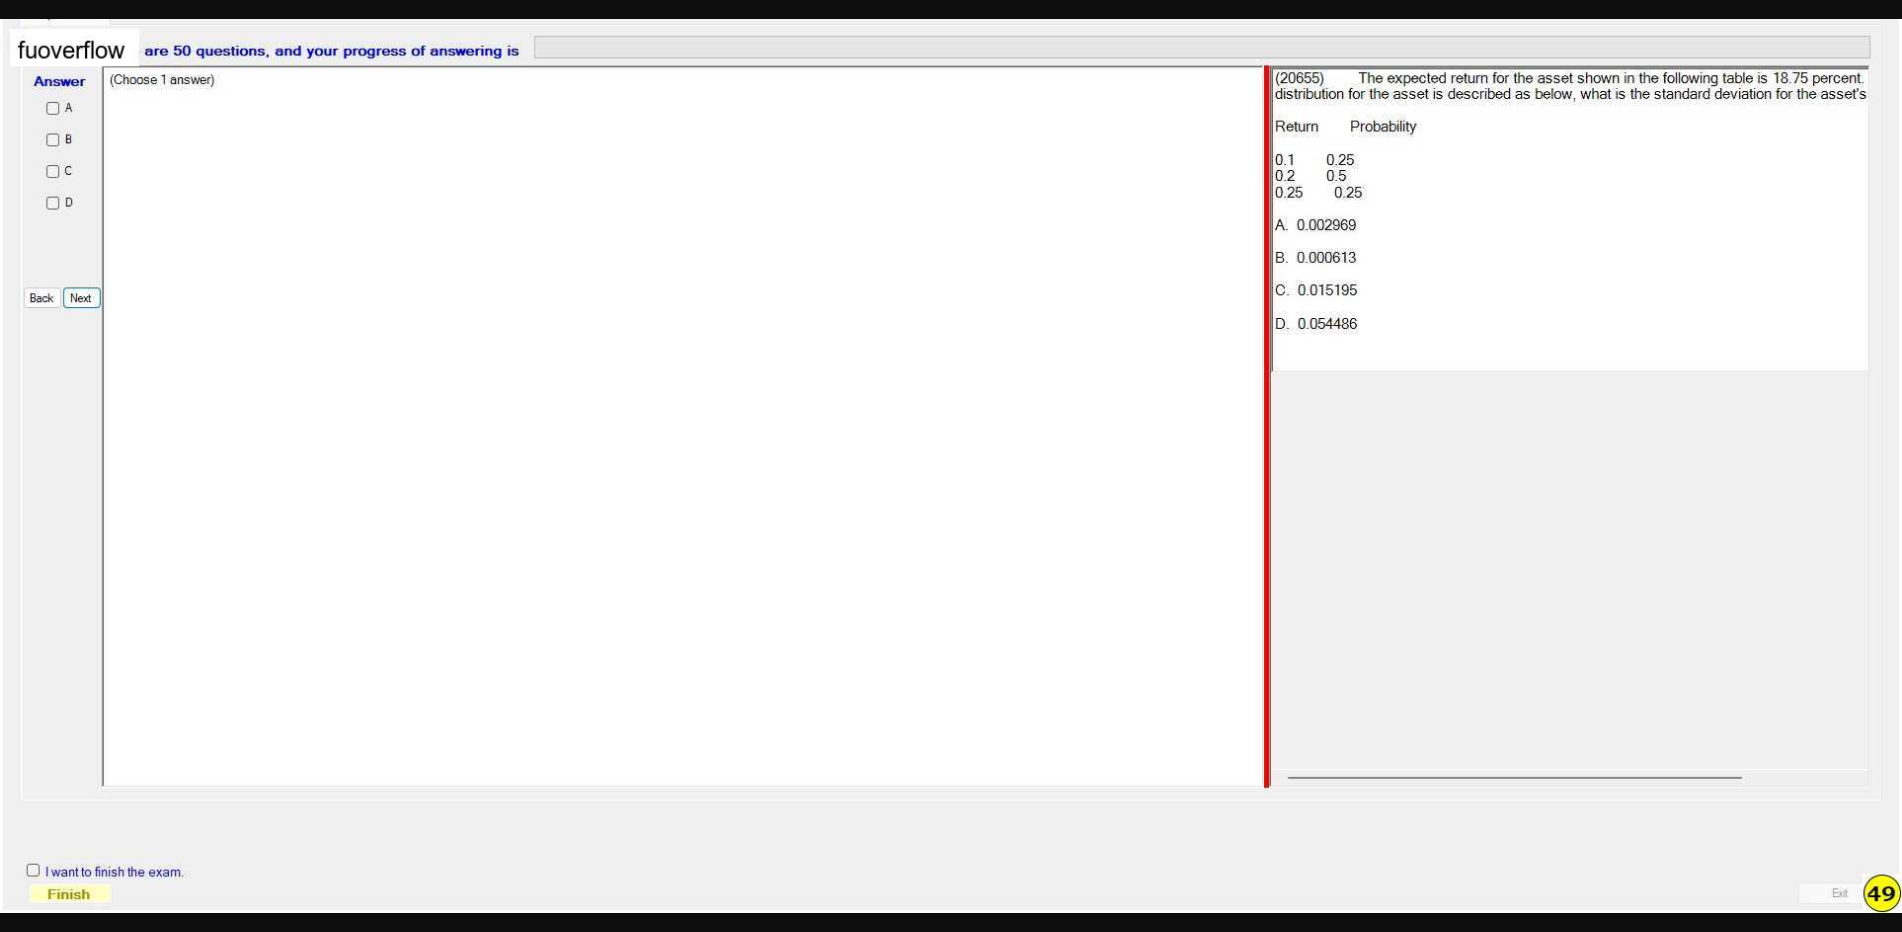 fuoverflow are 50 questions, and your progress of answering is
Answer
(Choose 1 answer)
A
B
C
D
Back Next
(20655) The expected return for the asset shown in the following table is 18.75 percent.
distribution for the asset is described as below, what is the standard deviation for the asset's
Return Probability
0.1 0.25
0.2 0.5
0.25 0.25
A. 0.002969
B. 0.000613
C. 0.015195
D. 0.054486
I want to finish the exam.
Finish
Exit
49